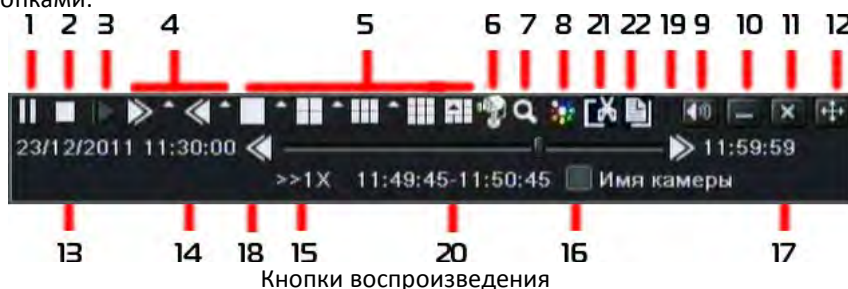 опками:
1 2 3 4 5 6 7 8 21 22 19 9 10 11 12
23/12/2011 11:30:00 11:59:59
>>1X 11:49:45-11:50:45 Имя камеры
13 14 18 15 20 16 17
Кнопки воспроизведения